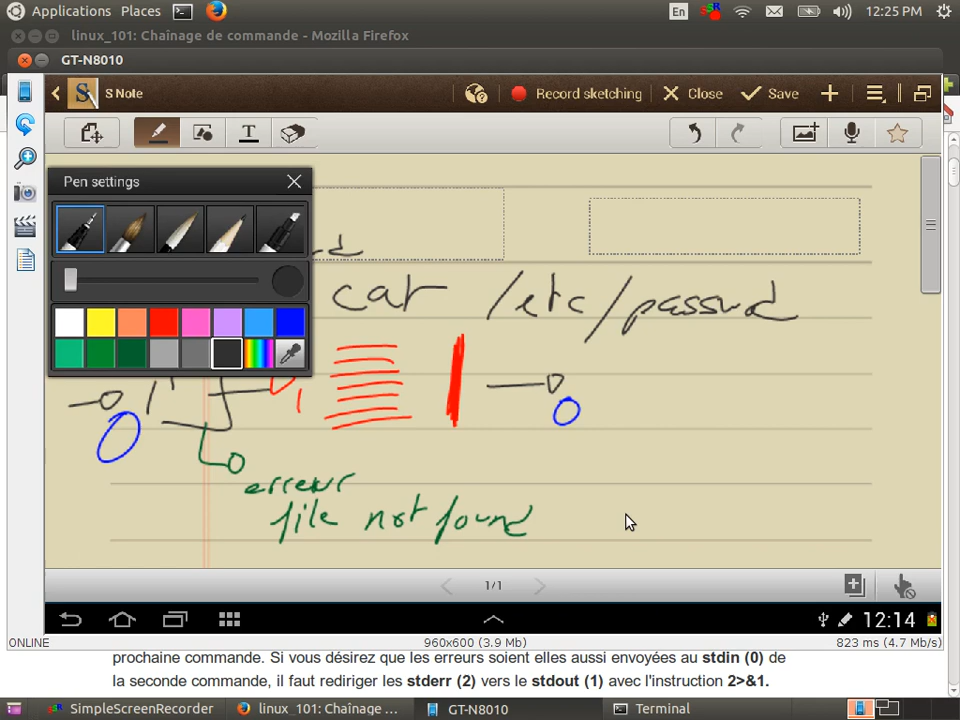 Applications Places En 12:25 PM
linux_101: Chaînage de commande - Mozilla Firefox
GT-N8010
S Note Record sketching Close Save
T
Pen settings
cat /etc/passwd
1
0 0
erreur
file not found
1/1
12:14
ONLINE 960x600 (3.9 Mb) 823 ms (4.7 Mb/s)
prochaine commande. Si vous désirez que les erreurs soient elles aussi envoyées au stdin (0) de
la seconde commande, il faut rediriger les stderr (2) vers le stdout (1) avec l'instruction 2>&1.
SimpleScreenRecorder linux_101: Chaînage ... GT-N8010 Terminal